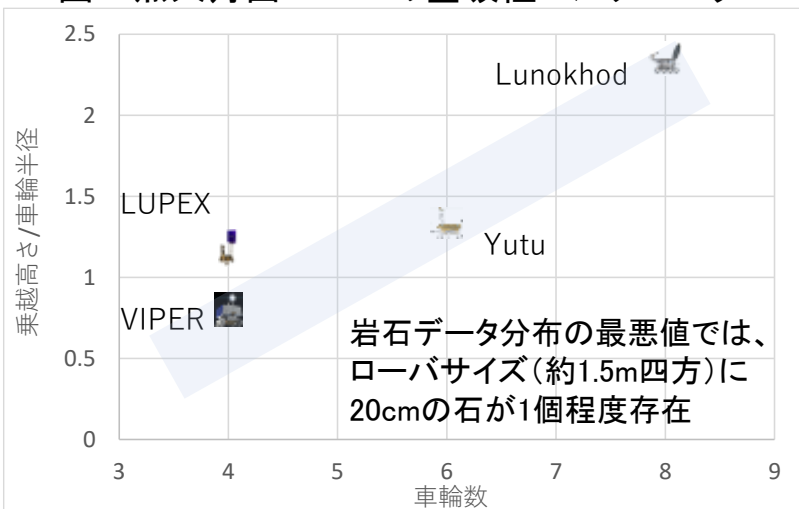 2.5
2
1.5
1
0.5
0
3
4
5
6
7
8
9
乗越高さ/車輪半径
車輪数
Lunokhod
LUPEX
Yutu
VIPER
岩石データ分布の最悪値では、
ローバサイズ(約1.5m四方)に
20cmの石が1個程度存在